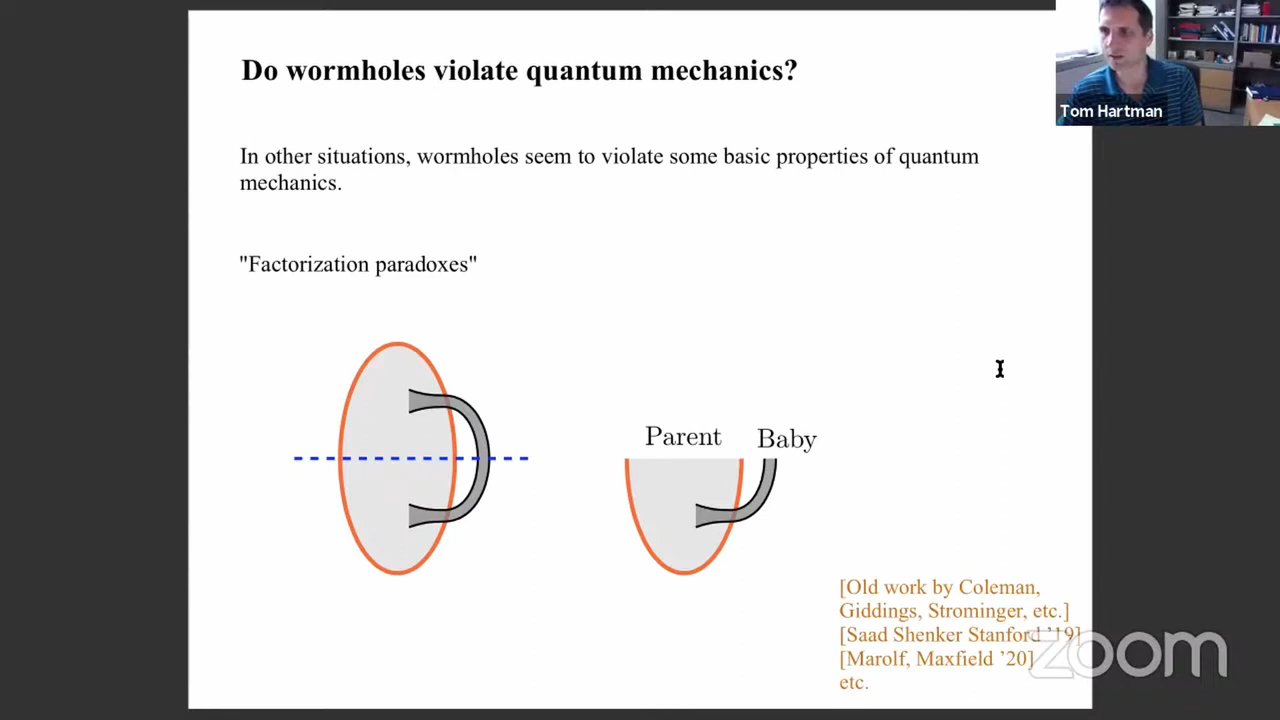 Do wormholes violate quantum mechanics?
Tom Hartman
In other situations, wormholes seem to violate some basic properties of quantum
mechanics.
"Factorization paradoxes"
Parent
Baby
[Old work by Coleman,
Giddings, Strominger, etc.]
[Saad Shenker Stanford ’19]
[Marolf, Maxfield ’20]
etc.
zoom